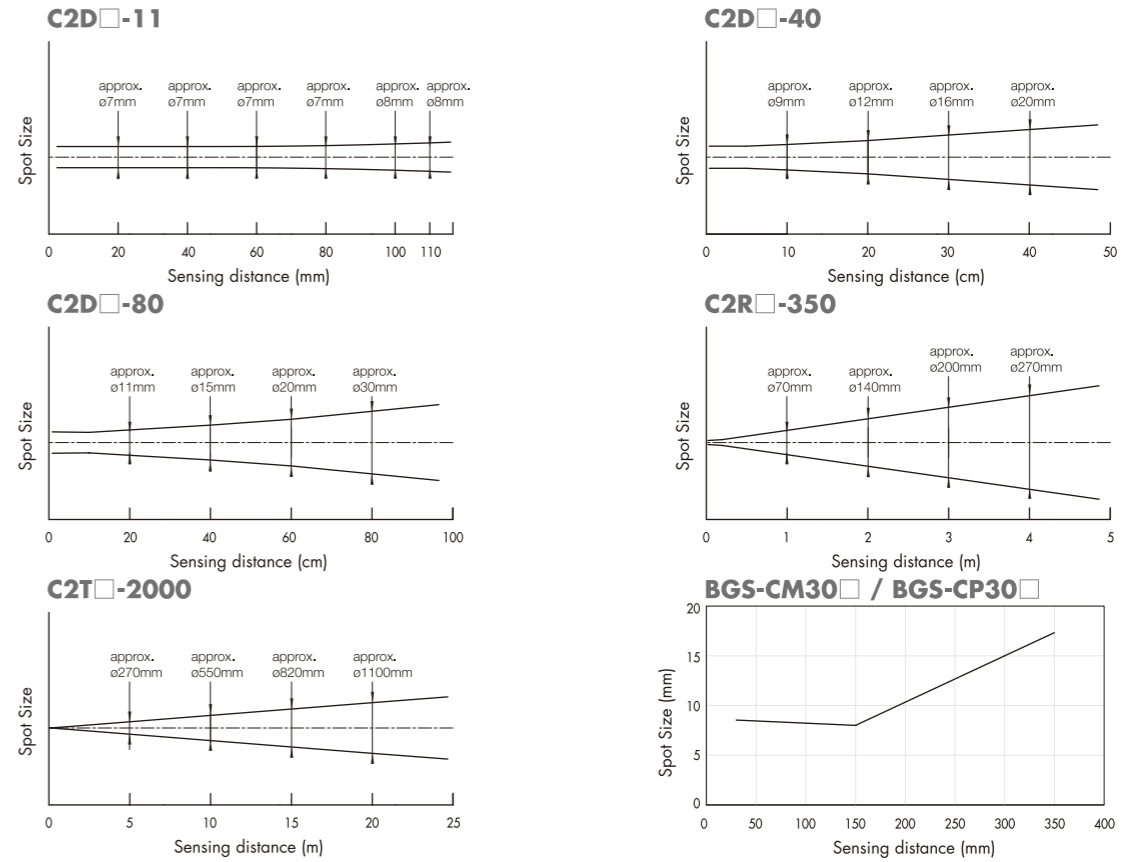 C2D□-11
approx. approx. approx. approx. approx. approx.
ø7mm ø7mm ø7mm ø7mm ø8mm ø8mm
Spot Size
0 20 40 60 80 100 110
Sensing distance (mm)
C2D□-40
approx. approx. approx. approx.
ø9mm ø12mm ø16mm ø20mm
Spot Size
0 10 20 30 40 50
Sensing distance (cm)
C2D□-80
approx. approx. approx. approx.
ø11mm ø15mm ø20mm ø30mm
Spot Size
0 20 40 60 80 100
Sensing distance (cm)
C2R□-350
approx. approx.
ø200mm ø270mm
approx. approx.
ø70mm ø140mm
Spot Size
0 1 2 3 4 5
Sensing distance (m)
C2T□-2000
approx. approx. approx. approx.
ø270mm ø550mm ø820mm ø1100mm
Spot Size
0 5 10 15 20 25
Sensing distance (m)
BGS-CM30□ / BGS-CP30□
20
15
10
5
0
Spot Size (mm)
0 50 100 150 200 250 300 350 400
Sensing distance (mm)